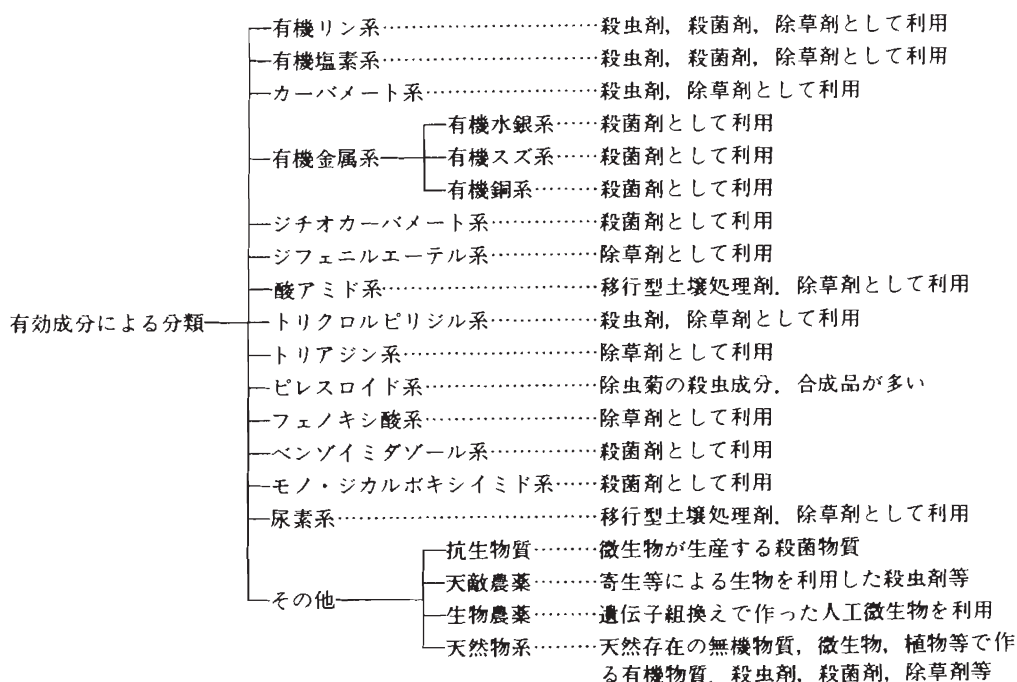 有機リン系……………………殺虫剤，殺菌剤，除草剤として利用
有機塩素系……………………殺虫剤，殺菌剤，除草剤として利用
カーバメート系………………殺虫剤，除草剤として利用
有機水銀系……殺菌剤として利用
有機金属系 有機スズ系……殺菌剤として利用
有機銅系……殺菌剤として利用
ジチオカーバメート系…………殺菌剤として利用
ジフェニルエーテル系…………除草剤として利用
酸アミド系……………………移行型土壌処理剤，除草剤として利用
有効成分による分類 トリクロルピリジル系…………殺虫剤，除草剤として利用
トリアジン系…………………除草剤として利用
ピレスロイド系………………除虫菊の殺虫成分，合成品が多い
フェノキシ酸系………………除草剤として利用
ベンゾイミダゾール系…………殺菌剤として利用
モノ・ジカルボキシイミド系……殺菌剤として利用
尿素系…………………………移行型土壌処理剤，除草剤として利用
抗生物質………微生物が生産する殺菌物質
天敵農薬………寄生等による生物を利用した殺虫剤等
その他
生物農薬………遺伝子組換えで作った人工微生物を利用
天然物系………天然存在の無機物質，微生物，植物等で作
る有機物質，殺虫剤，殺菌剤，除草剤等